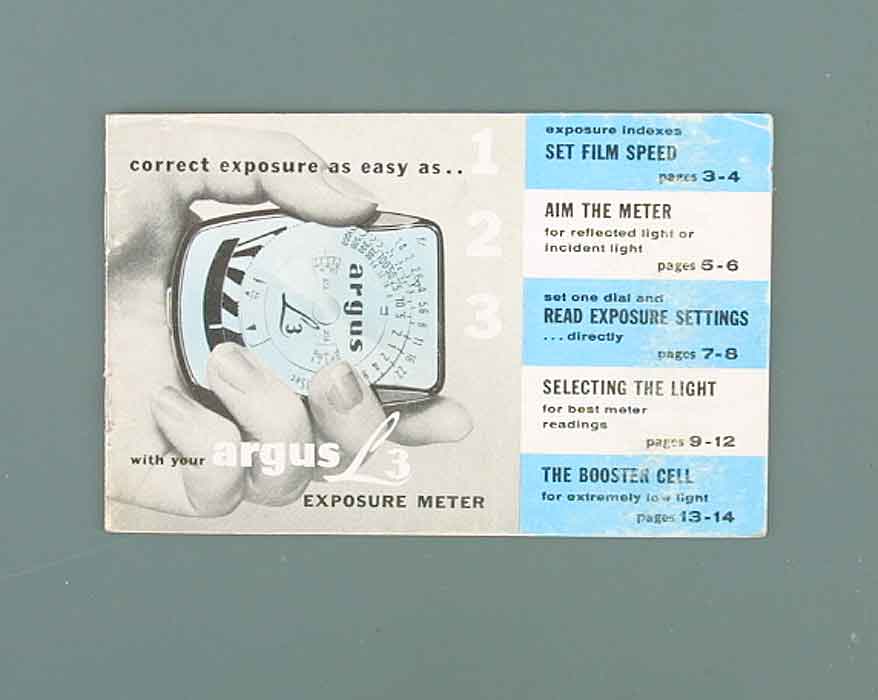 correct exposure as easy as..
1
2
3
argus
L3
with your argus L3
EXPOSURE METER
exposure indexes
SET FILM SPEED
pages 3-4
AIM THE METER
for reflected light or
incident light
pages 5-6
set one dial and
READ EXPOSURE SETTINGS
...directly
pages 7-8
SELECTING THE LIGHT
for best meter
readings
pages 9-12
THE BOOSTER CELL
for extremely low light
pages 13-14